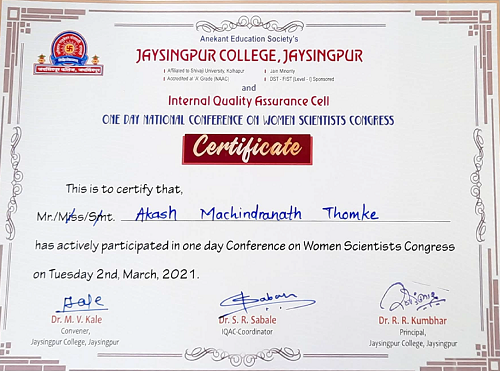 Anekant Education Society's
JAYSINGPUR COLLEGE, JAYSINGPUR
Affiliated to Shivaji University, Kolhapur Jain Minority
Accredited at 'A' Grade (NAAC) DST - FIST (Level - I) Sponsored
and
Internal Quality Assurance Cell
ONE DAY NATIONAL CONFERENCE ON WOMEN SCIENTISTS CONGRESS
Certificate
This is to certify that,
Mr./Miss/Smt. Akash Machindranath Thomke
has actively participated in one day Conference on Women Scientists Congress
on Tuesday 2nd, March, 2021.
Dr. M. V. Kale Dr. S. R. Sabale Dr. R. R. Kumbhar
Convener, IQAC-Coordinator Principal,
Jaysingpur College, Jaysingpur Jaysingpur College, Jaysingpur